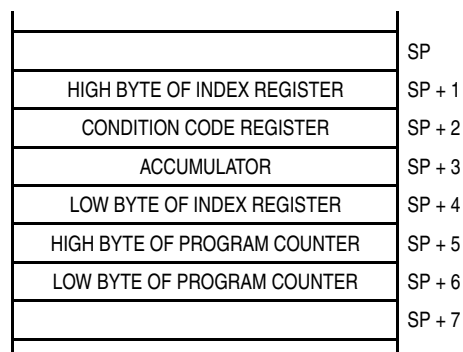 SP
HIGH BYTE OF INDEX REGISTER SP + 1
CONDITION CODE REGISTER SP + 2
ACCUMULATOR SP + 3
LOW BYTE OF INDEX REGISTER SP + 4
HIGH BYTE OF PROGRAM COUNTER SP + 5
LOW BYTE OF PROGRAM COUNTER SP + 6
SP + 7